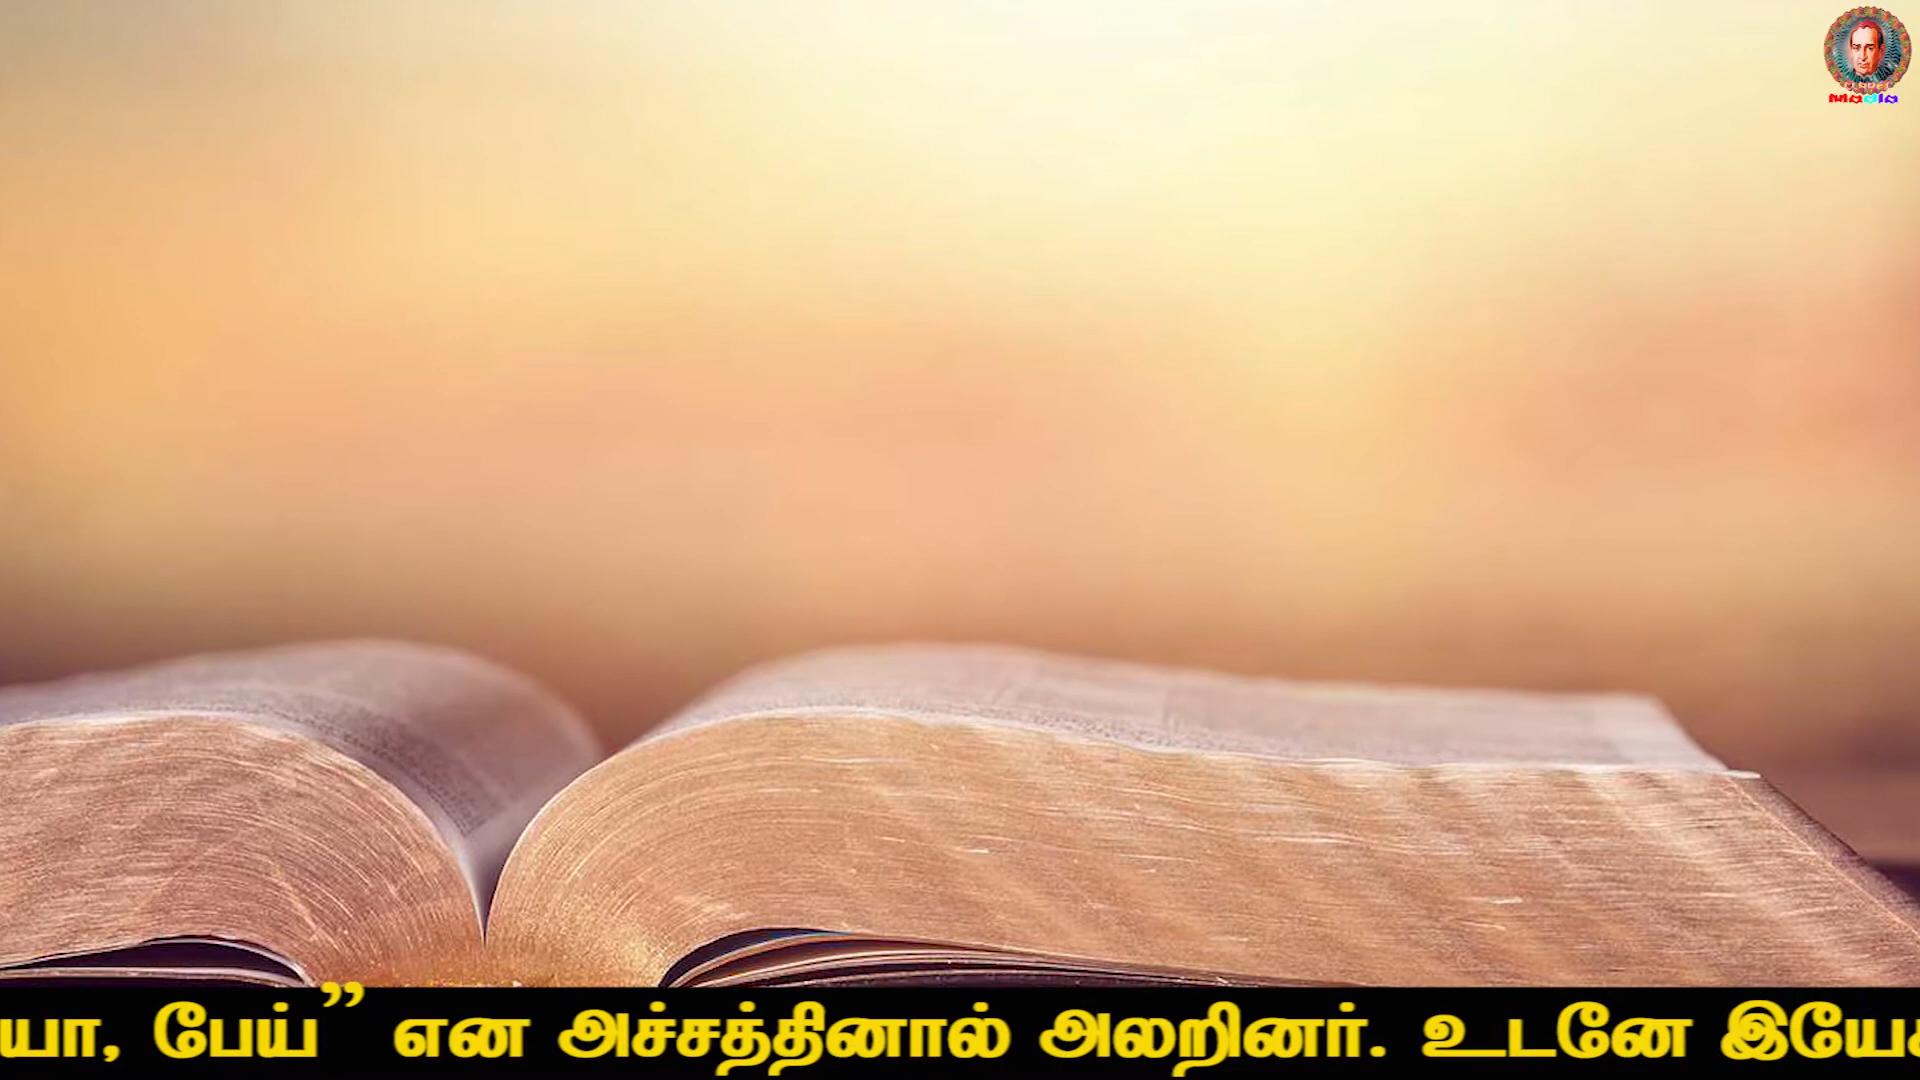 யா, பேய்” என அச்சத்தினால் அலறினர். உடனே இயே